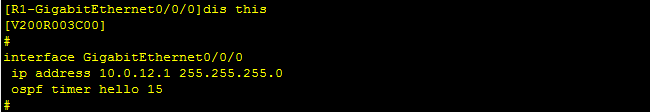 [R1-GigabitEthernet0/0/0]dis this
[V200R003C00]
#
interface GigabitEthernet0/0/0
 ip address 10.0.12.1 255.255.255.0
 ospf timer hello 15
#